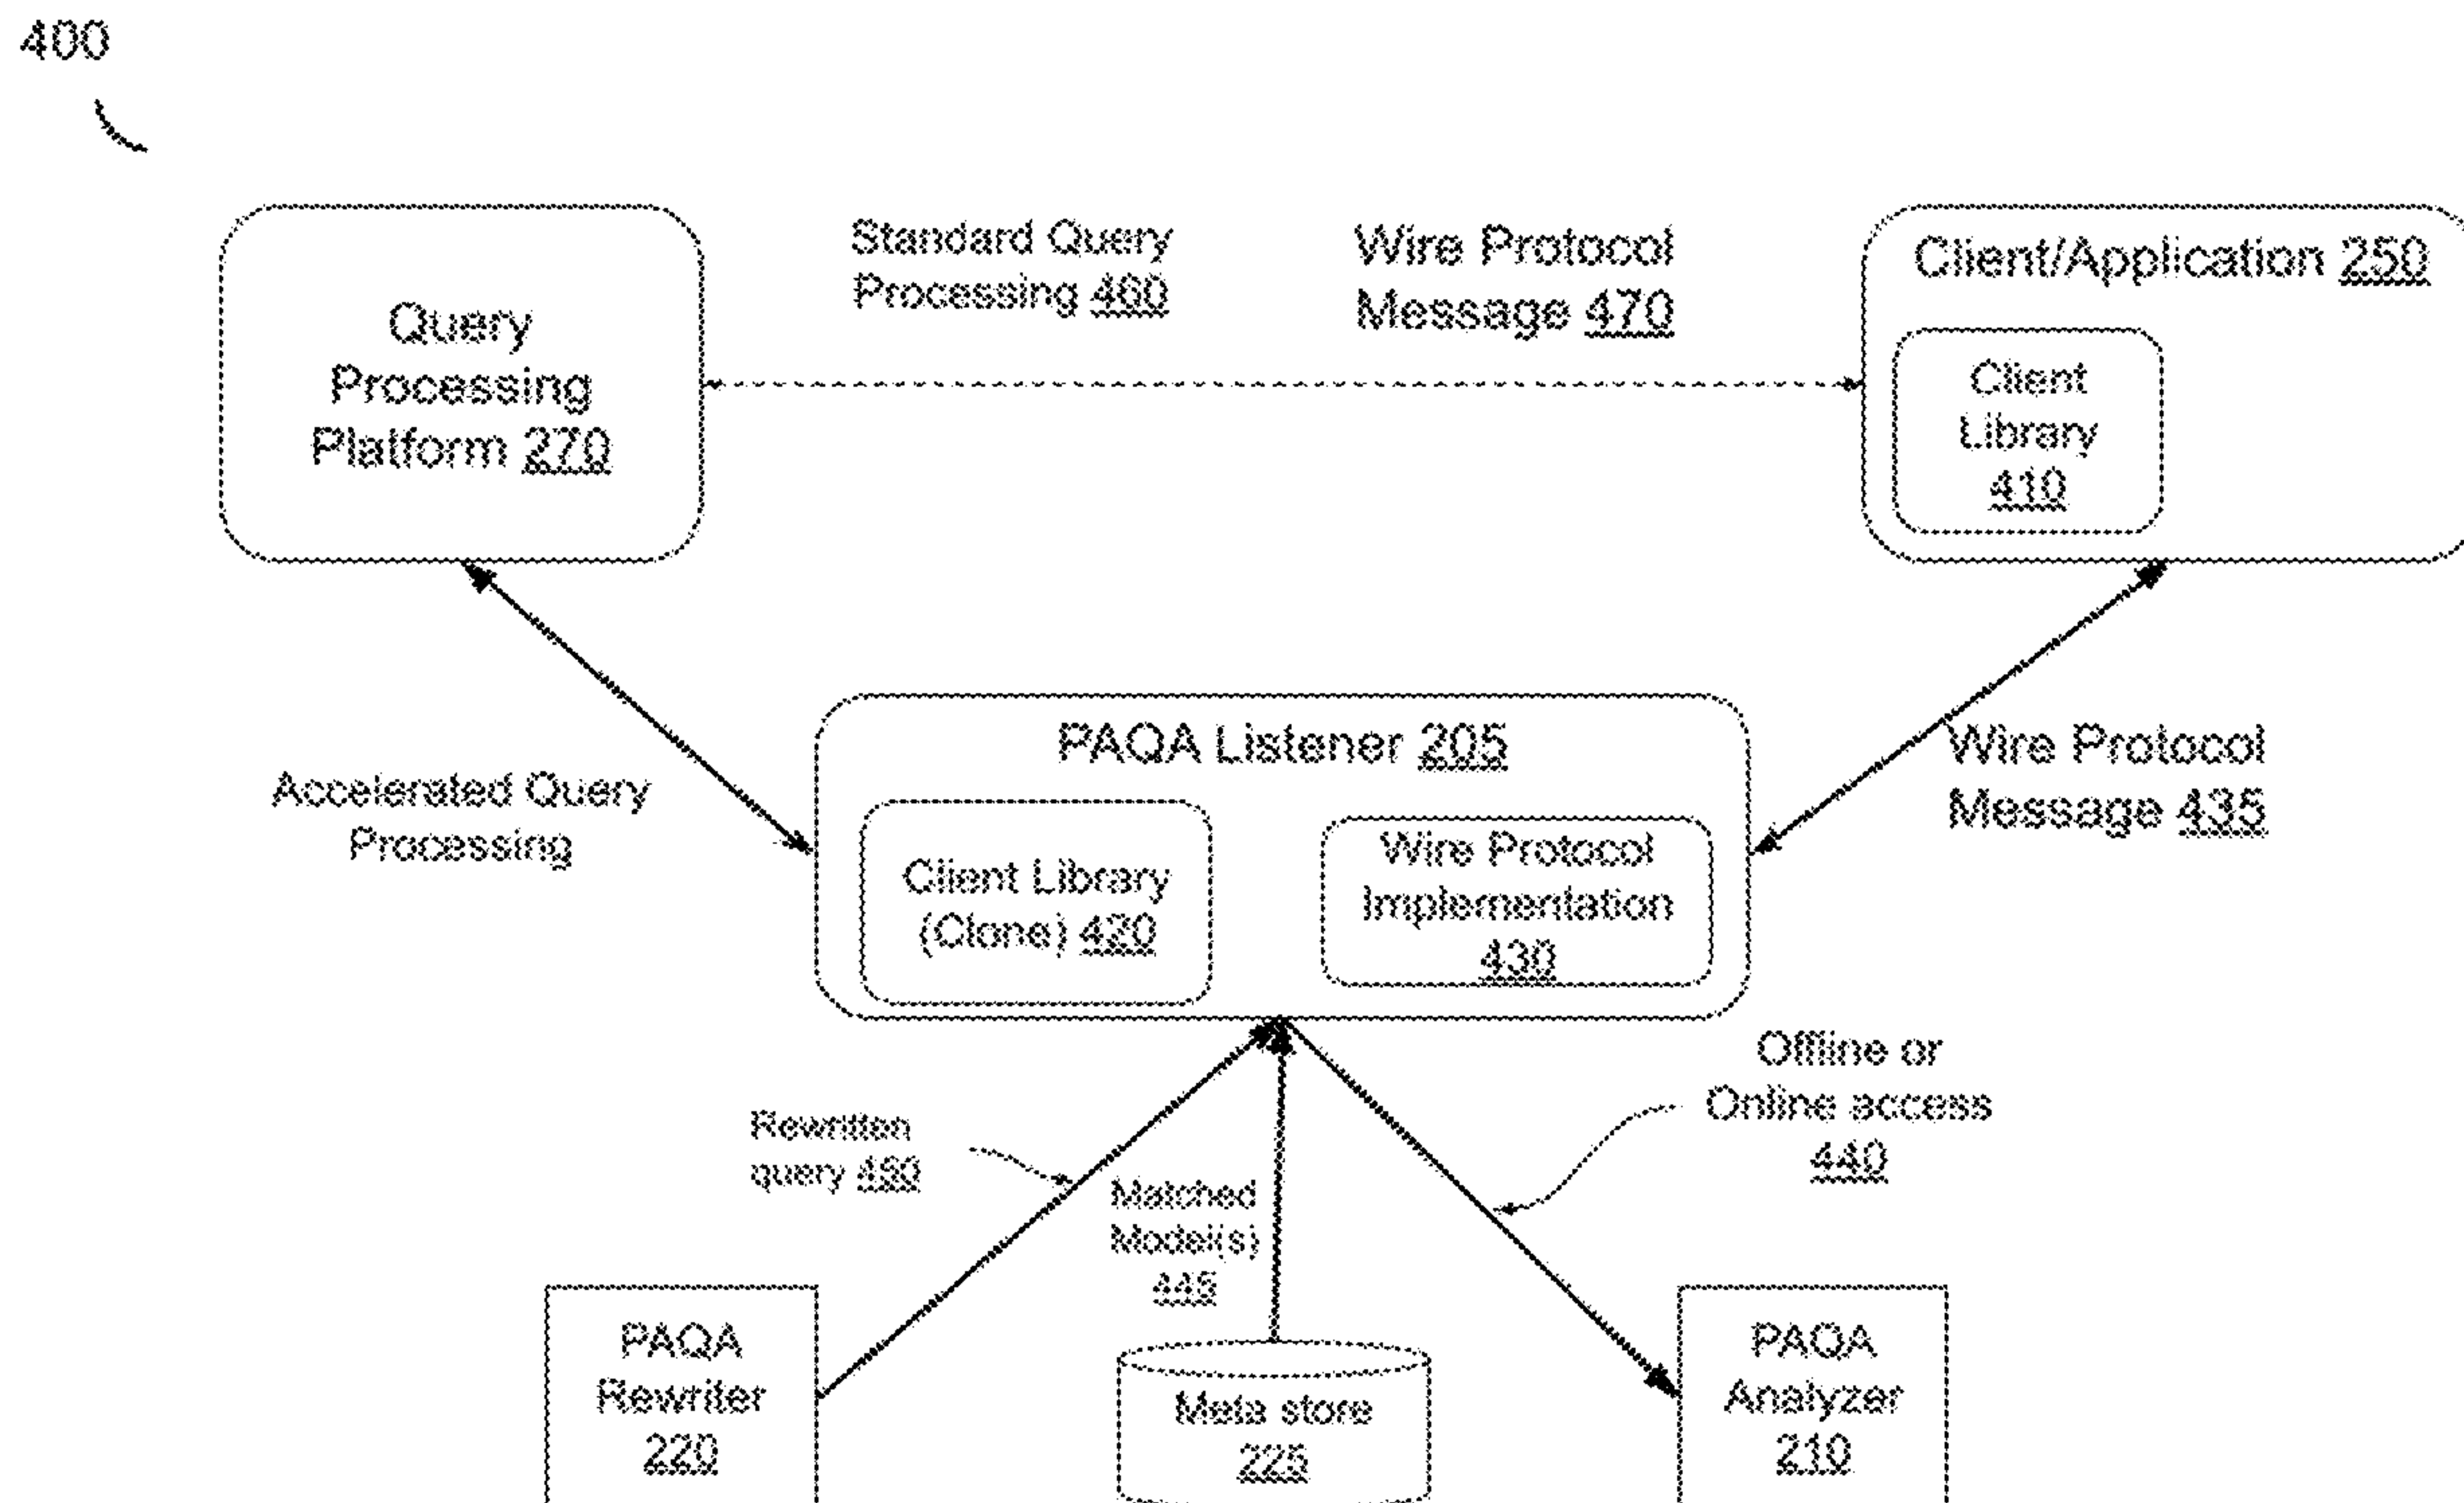 400
Standard Query
Processing 460
Wire Protocol
Message 470
Client/Application 250
Query
Processing
Platform 270
Client
Library
410
PAQA Listener 205
Wire Protocol
Message 435
Accelerated Query
Processing
Client Library
(Clone) 420
Wire Protocol
Implementation
430
Offline or
Online access
440
Rewritten
query
Matched
Model(s)
445
PAQA
Rewriter
220
Meta store
225
PAQA
Analyzer
210